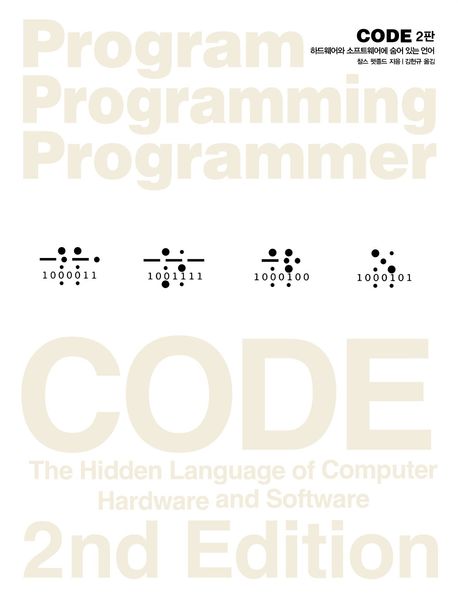 Program
Programming
Programmer
CODE 2판
하드웨어와 소프트웨어에 숨어 있는 언어
찰스 펫졸드 지음 | 김현규 옮김
1000011 1001111 1000100 1000101
CODE
The Hidden Language of Computer
Hardware and Software
2nd Edition